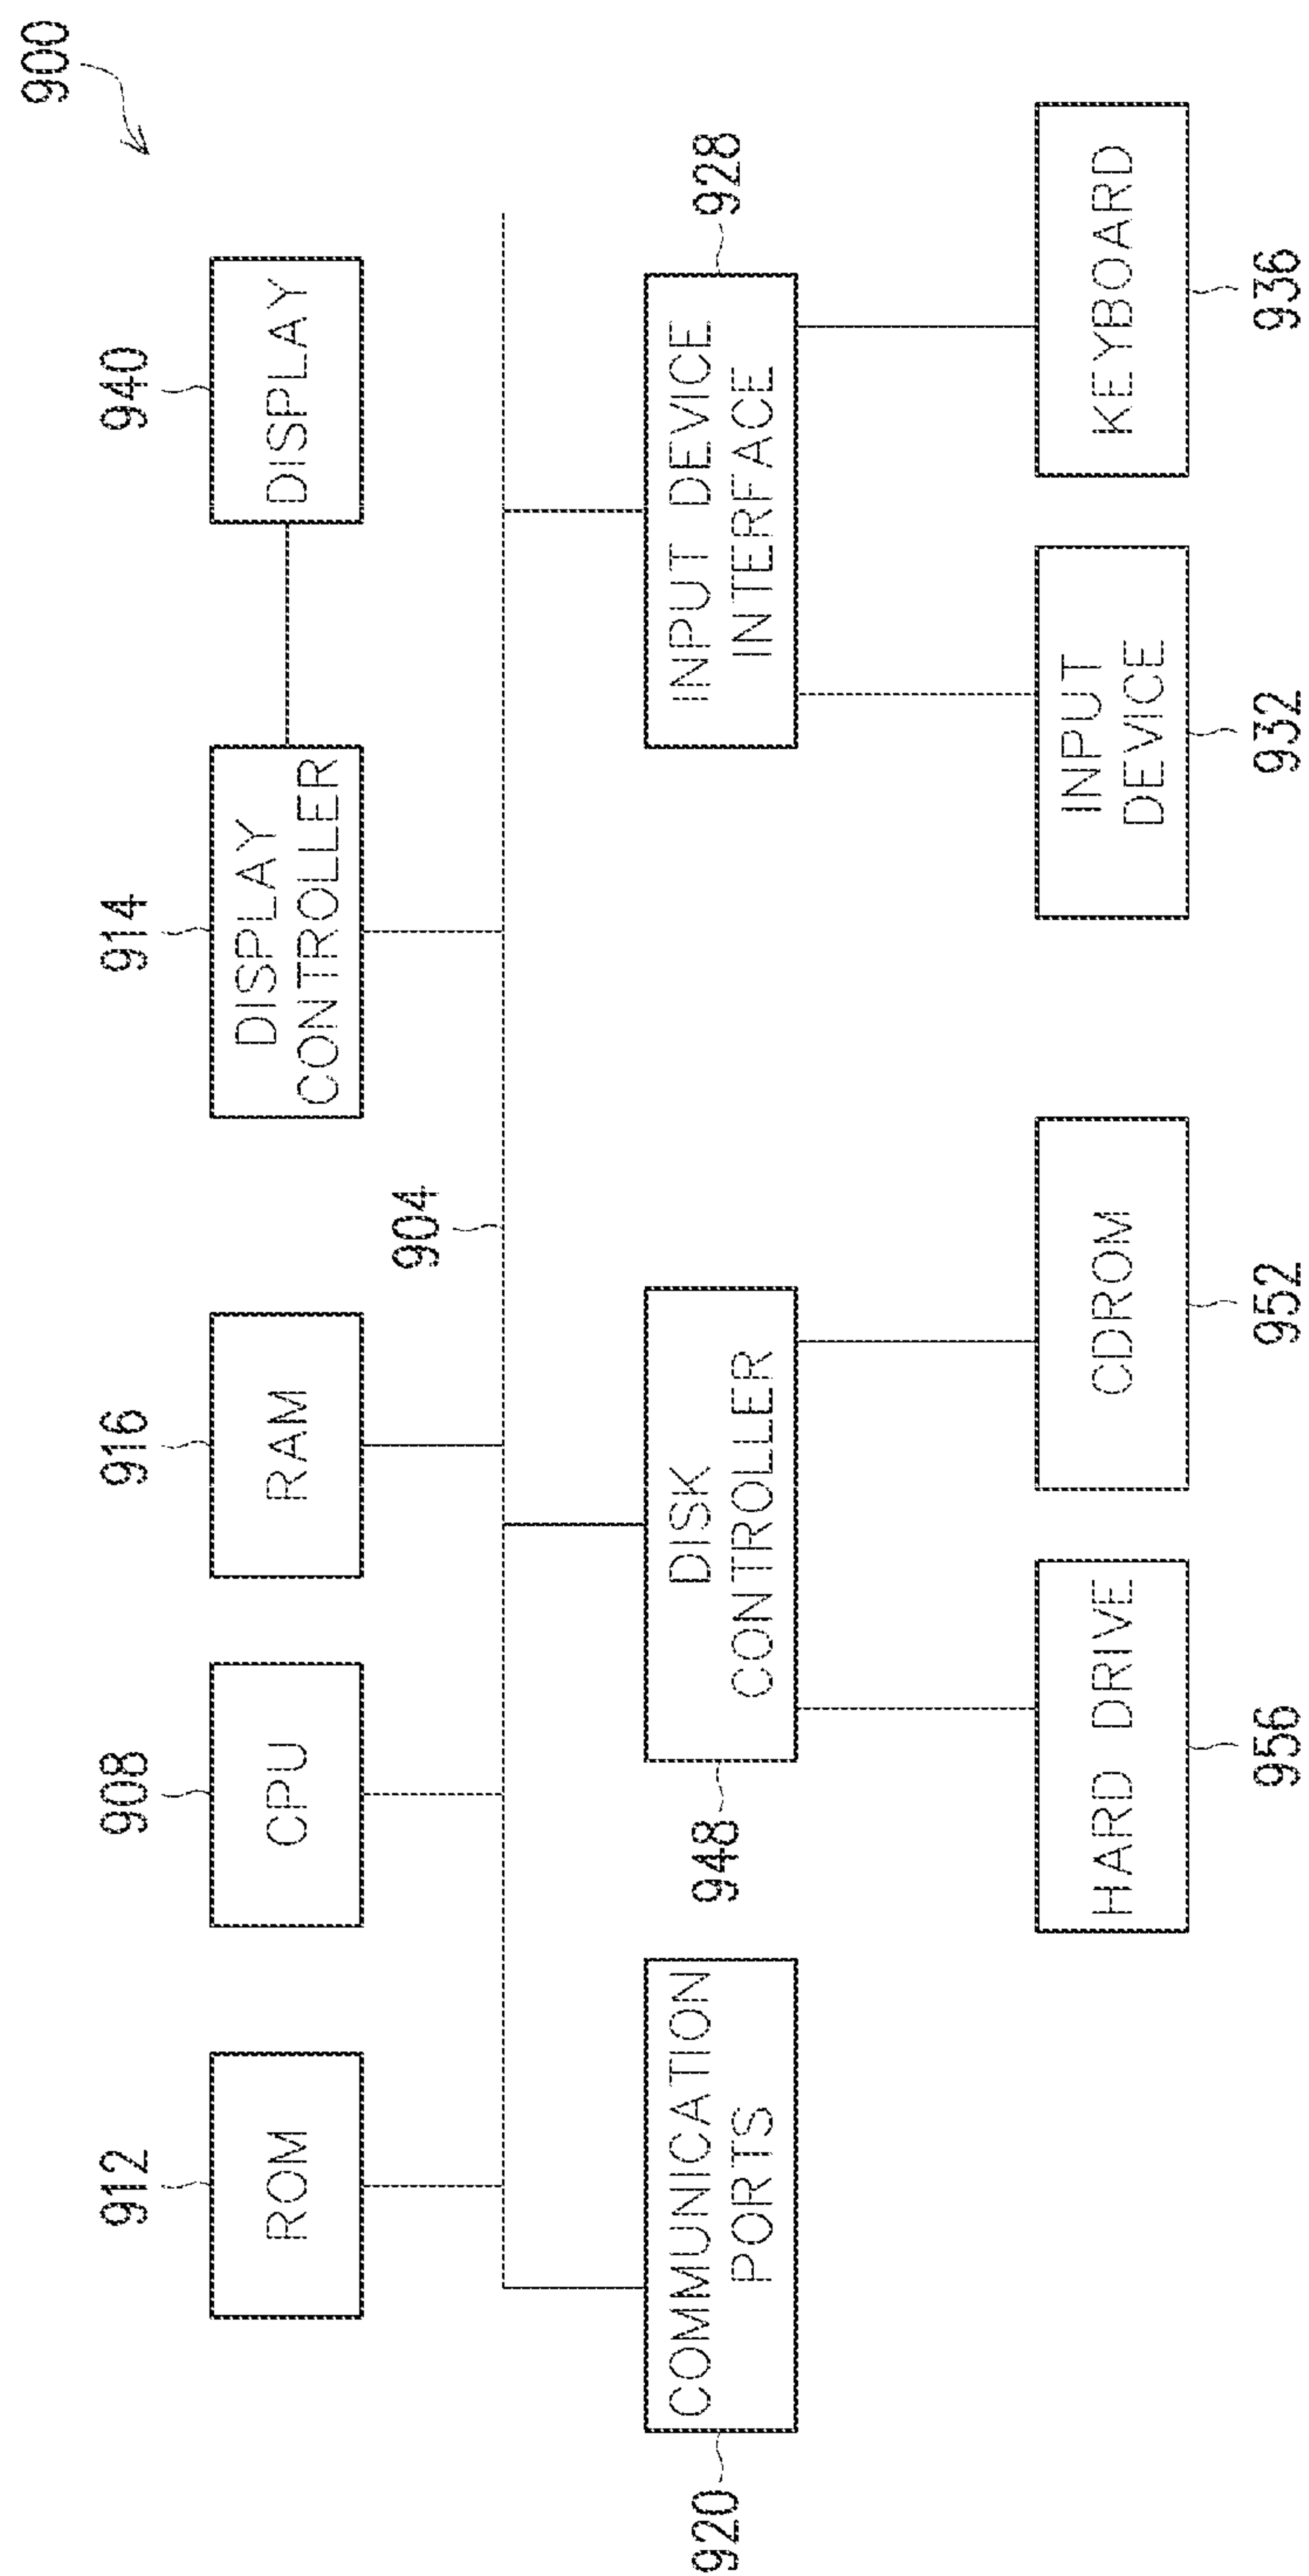 900
912
908
916
914
940
ROM
CPU
RAM
DISPLAY
CONTROLLER
DISPLAY
904
920
COMMUNICATION
PORTS
948
DISK
CONTROLLER
INPUT DEVICE
INTERFACE
928
HARD DRIVE
CDROM
INPUT
DEVICE
KEYBOARD
956
952
932
936